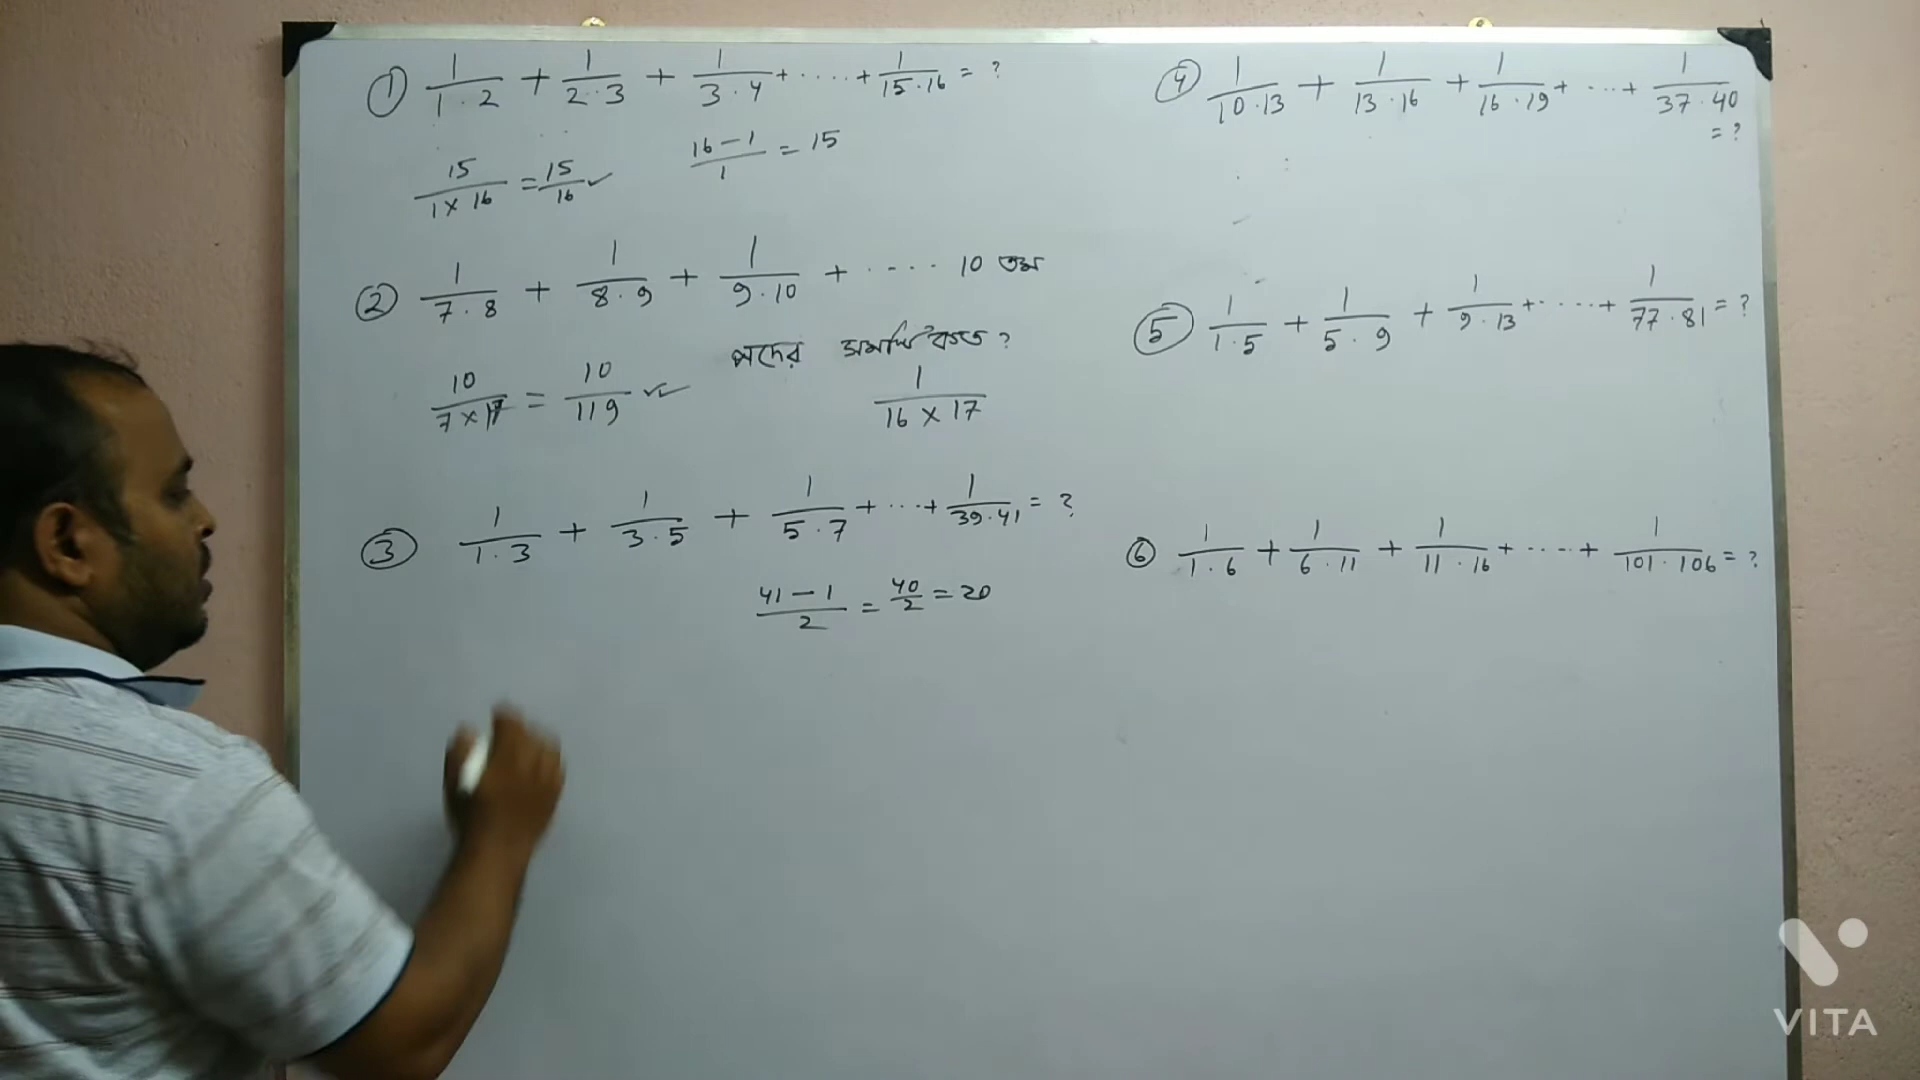 ① 1/(1·2) + 1/(2·3) + 1/(3·4) + ····· + 1/(15·16) = ?
15/(1×16) = 15/16 ✓
(16−1)/1 = 15
② 1/(7·8) + 1/(8·9) + 1/(9·10) + ····· 10 তম
পদের সমষ্টি কত?
10/(7×17) = 10/119 ✓✓
1/(16×17)
③ 1/(1·3) + 1/(3·5) + 1/(5·7) + ··· + 1/(39·41) = ?
(41−1)/2 = 40/2 = 20
④ 1/(10·13) + 1/(13·16) + 1/(16·19) + ··· + 1/(37·40)
= ?
⑤ 1/(1·5) + 1/(5·9) + 1/(9·13) + ····· + 1/(77·81) = ?
⑥ 1/(1·6) + 1/(6·11) + 1/(11·16) + ···· + 1/(101·106) = ?
VITA